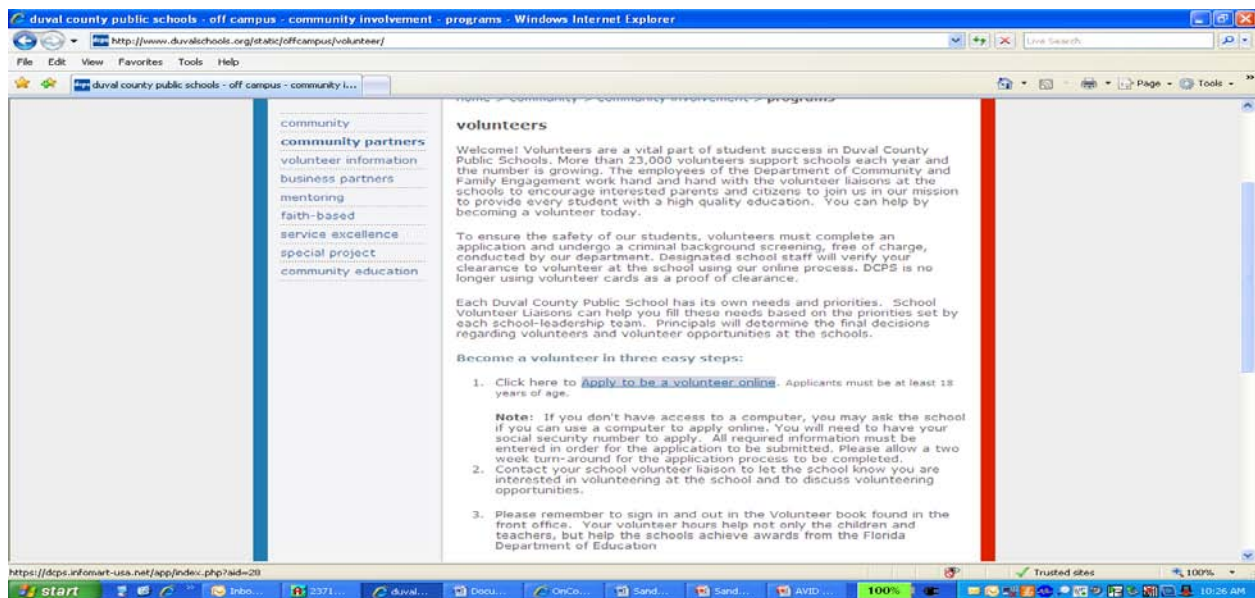 duval county public schools - off campus - community involvement - programs - Windows Internet Explorer
http://www.duvalschools.org/static/offcampus/volunteer/
Live Search
File Edit View Favorites Tools Help
duval county public schools - off campus - community i...
Page Tools
home > community > community involvement > programs
community
community partners
volunteer information
business partners
mentoring
faith-based
service excellence
special project
community education
volunteers
Welcome! Volunteers are a vital part of student success in Duval County
Public Schools. More than 23,000 volunteers support schools each year and
the number is growing. The employees of the Department of Community and
Family Engagement work hand and hand with the volunteer liaisons at the
schools to encourage interested parents and citizens to join us in our mission
to provide every student with a high quality education. You can help by
becoming a volunteer today.
To ensure the safety of our students, volunteers must complete an
application and undergo a criminal background screening, free of charge,
conducted by our department. Designated school staff will verify your
clearance to volunteer at the school using our online process. DCPS is no
longer using volunteer cards as a proof of clearance.
Each Duval County Public School has its own needs and priorities. School
Volunteer Liaisons can help you fill these needs based on the priorities set by
each school-leadership team. Principals will determine the final decisions
regarding volunteers and volunteer opportunities at the schools.
Become a volunteer in three easy steps:
1. Click here to Apply to be a volunteer online. Applicants must be at least 18
years of age.
Note: If you don't have access to a computer, you may ask the school
if you can use a computer to apply online. You will need to have your
social security number to apply. All required information must be
entered in order for the application to be submitted. Please allow a two
week turn-around for the application process to be completed.
2. Contact your school volunteer liaison to let the school know you are
interested in volunteering at the school and to discuss volunteering
opportunities.
3. Please remember to sign in and out in the Volunteer book found in the
front office. Your volunteer hours help not only the children and
teachers, but help the schools achieve awards from the Florida
Department of Education
https://dcps.infomart-usa.net/app/index.php?aid=20
Trusted sites 100%
start Inbo... 2371... duval... Docu... OnCo... Sand... Sand... AVID ... 100% 10:26 AM